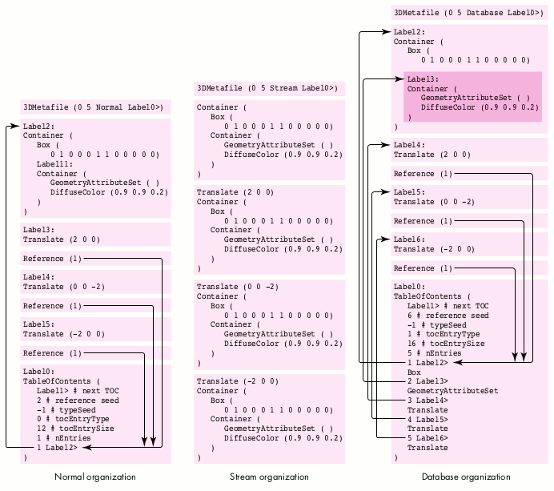 3DMetafile (0 5 Normal Label0>)
Label2:
Container (
Box (
0 1 0 0 0 1 1 0 0 0 0 0)
Label11:
Container (
GeometryAttributeSet ( )
DiffuseColor (0.9 0.9 0.2)
)
)
Label3:
Translate (2 0 0)
Reference (1)
Label4:
Translate (0 0 -2)
Reference (1)
Label5:
Translate (-2 0 0)
Reference (1)
Label0:
TableOfContents (
Label1> # next TOC
2 # reference seed
-1 # typeSeed
0 # tocEntryType
12 # tocEntrySize
1 # nEntries
1 Label2>
)
Normal organization
3DMetafile (0 5 Stream Label0>)
Container (
Box (
0 1 0 0 0 1 1 0 0 0 0 0)
Container (
GeometryAttributeSet ( )
DiffuseColor (0.9 0.9 0.2)
)
)
Translate (2 0 0)
Container (
Box (
0 1 0 0 0 1 1 0 0 0 0 0)
Container (
GeometryAttributeSet ( )
DiffuseColor (0.9 0.9 0.2)
)
)
Translate (0 0 -2)
Container (
Box (
0 1 0 0 0 1 1 0 0 0 0 0)
Container (
GeometryAttributeSet ( )
DiffuseColor (0.9 0.9 0.2)
)
)
Translate (-2 0 0)
Container (
Box (
0 1 0 0 0 1 1 0 0 0 0 0)
Container (
GeometryAttributeSet ( )
DiffuseColor (0.9 0.9 0.2)
)
)
Stream organization
3DMetafile (0 5 Database Label0>)
Label2:
Container (
Box (
0 1 0 0 0 1 1 0 0 0 0 0)
Label3:
Container (
GeometryAttributeSet ( )
DiffuseColor (0.9 0.9 0.2)
)
)
Label4:
Translate (2 0 0)
Reference (1)
Label5:
Translate (0 0 -2)
Reference (1)
Label6:
Translate (-2 0 0)
Reference (1)
Label0:
TableOfContents (
Label1> # next TOC
6 # reference seed
-1 # typeSeed
1 # tocEntryType
16 # tocEntrySize
5 # nEntries
1 Label2>
Box
2 Label3>
GeometryAttributeSet
3 Label4>
Translate
4 Label5>
Translate
5 Label6>
Translate
)
Database organization